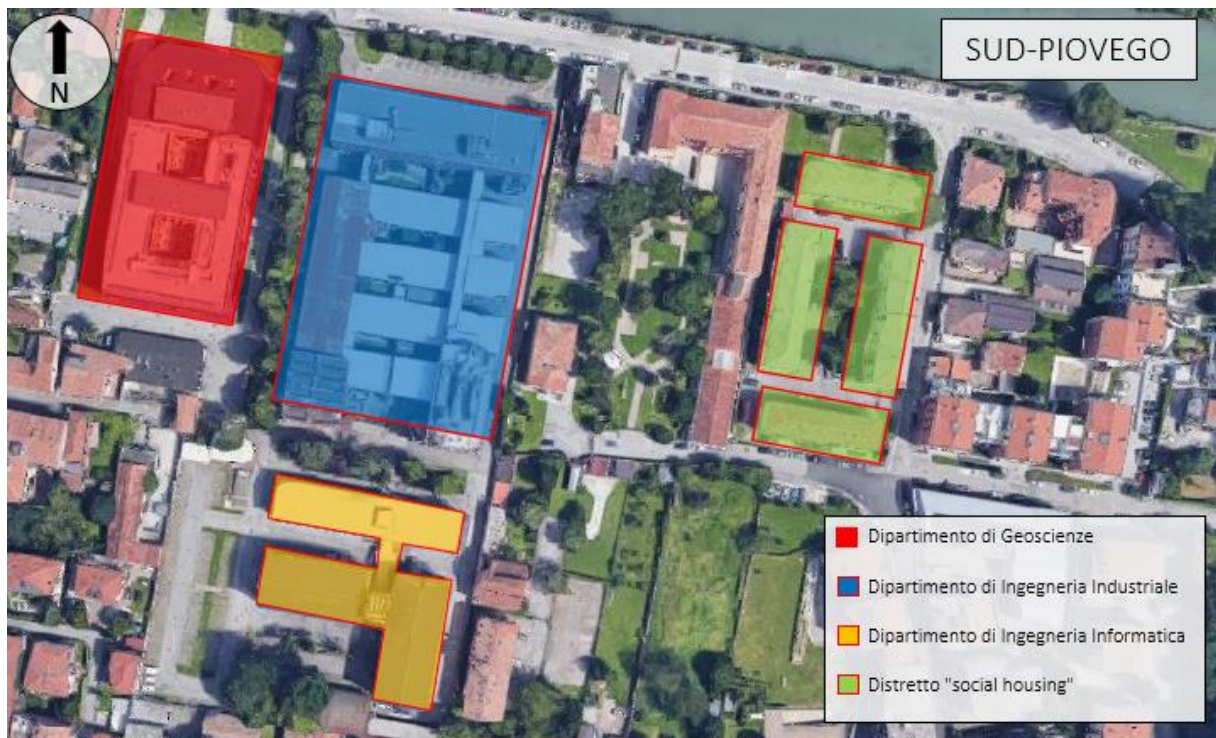 N
SUD-PIOVEGO
Dipartimento di Geoscienze
Dipartimento di Ingegneria Industriale
Dipartimento di Ingegneria Informatica
Distretto "social housing"